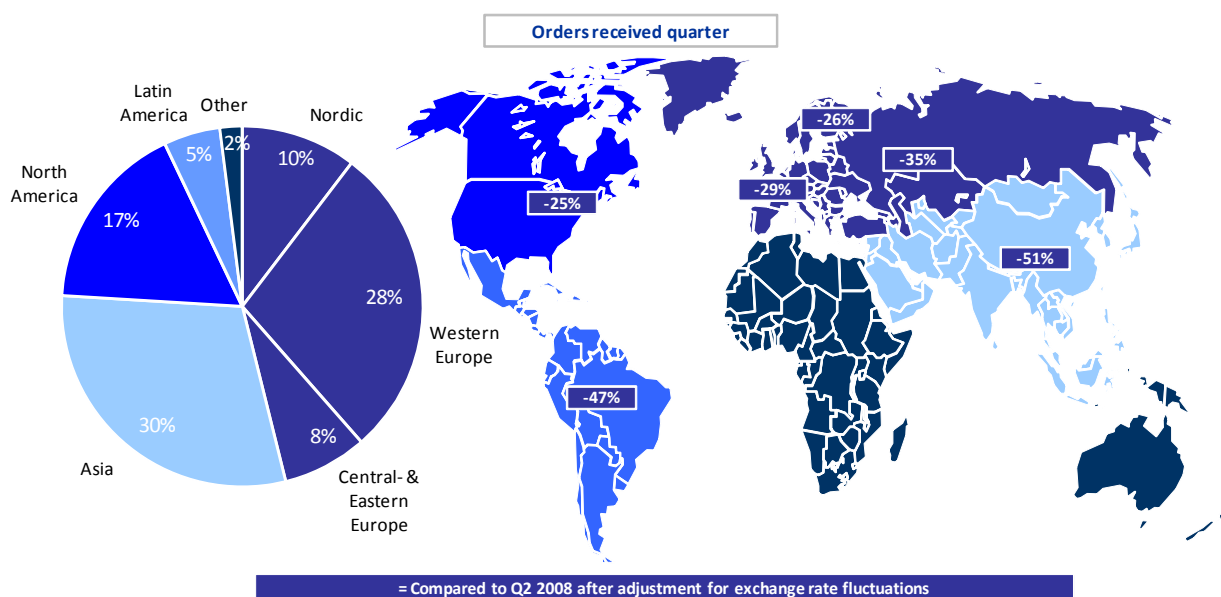 Orders received quarter
Latin
America
Other
Nordic
2%
5%
10%
North
America
17%
28%
Western
Europe
30%
8%
Asia
Central- &
Eastern
Europe
-26%
-35%
-29%
-25%
-51%
-47%
= Compared to Q2 2008 after adjustment for exchange rate fluctuations